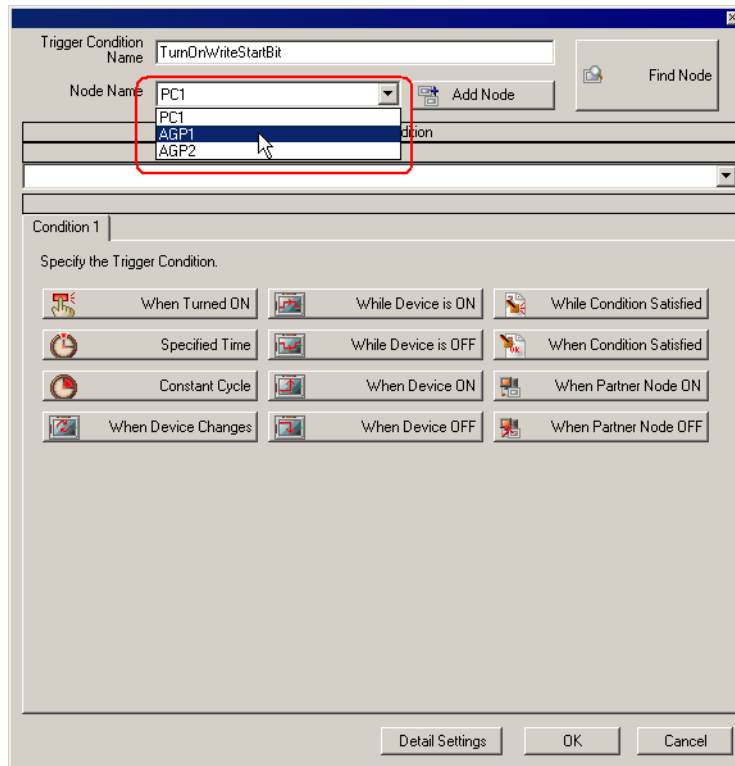 Trigger Condition
Name
TurnOnWriteStartBit
Find Node
Node Name
PC1
Add Node
PC1
AGP1
AGP2
Condition 1
Specify the Trigger Condition.
When Turned ON
While Device is ON
While Condition Satisfied
Specified Time
While Device is OFF
When Condition Satisfied
Constant Cycle
When Device ON
When Partner Node ON
When Device Changes
When Device OFF
When Partner Node OFF
Detail Settings
OK
Cancel